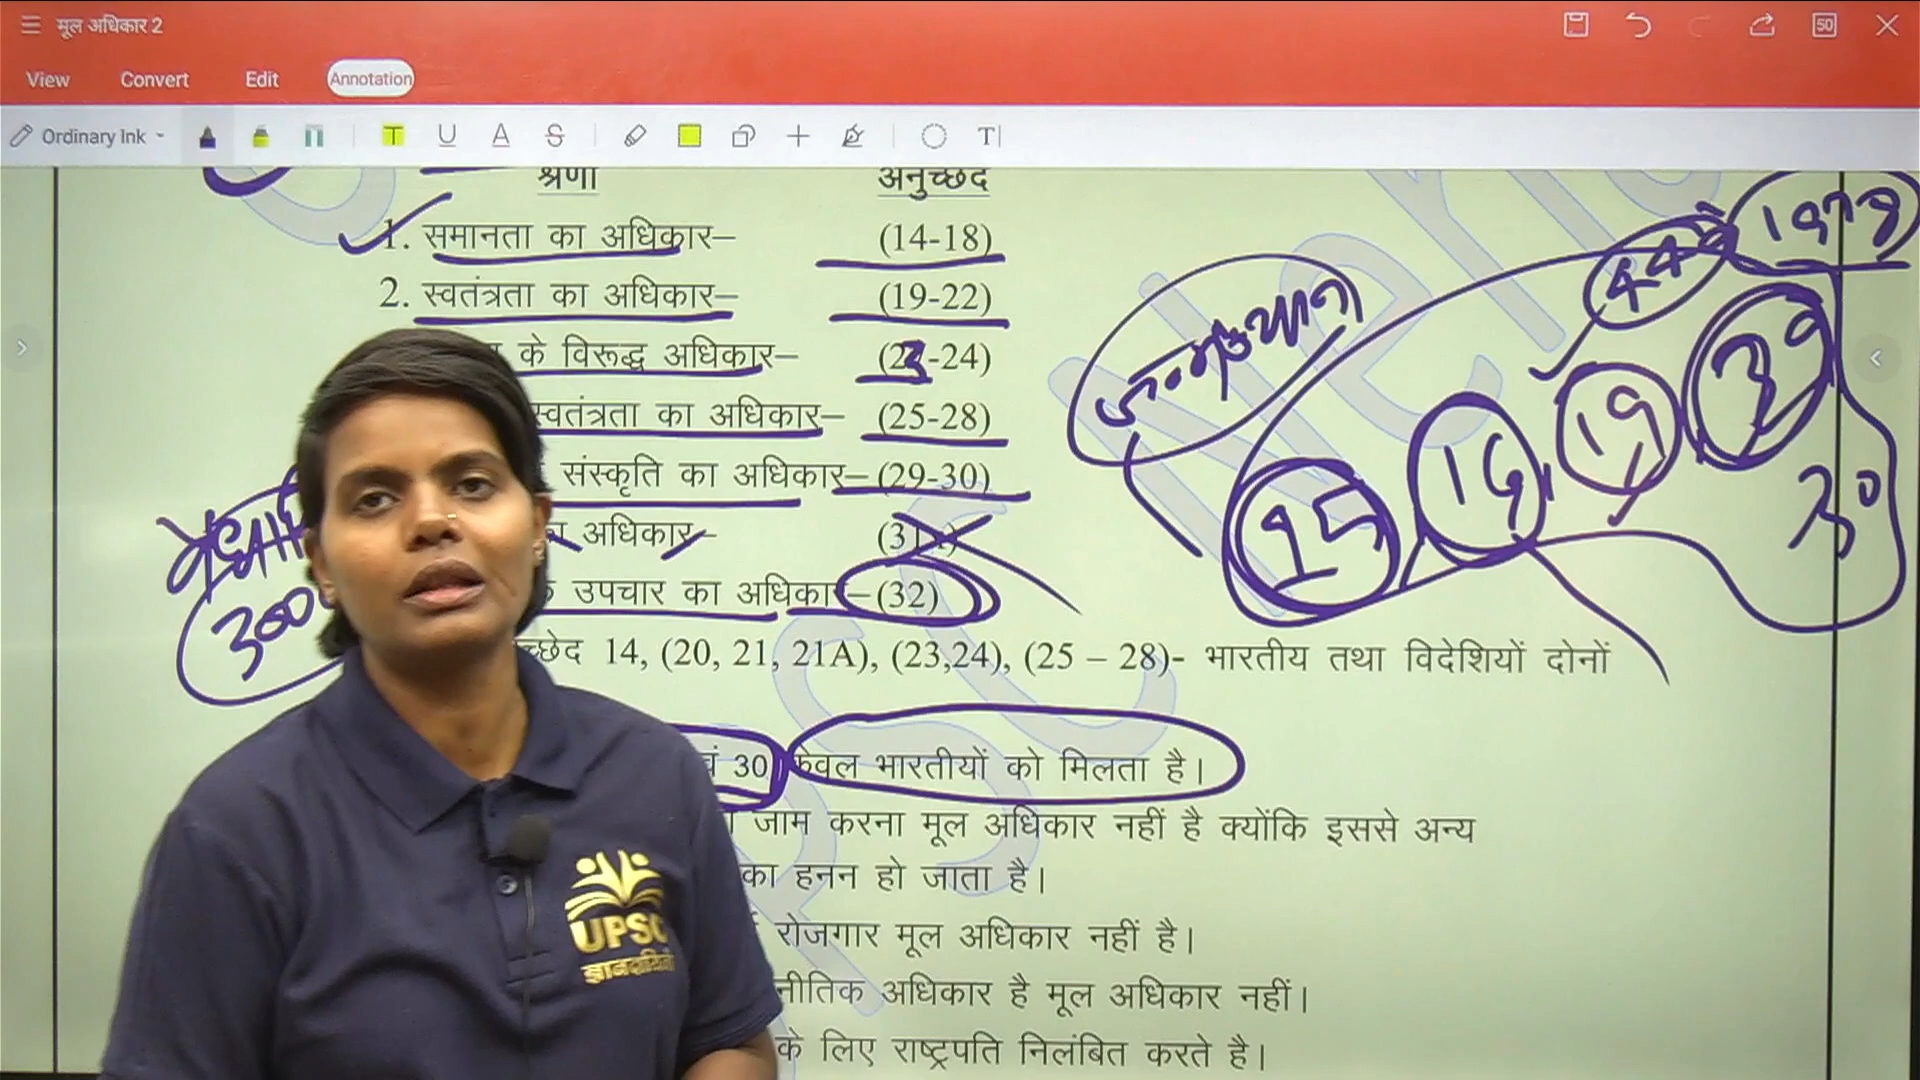 मूल अधिकार 2
View Convert Edit Annotation
Ordinary Ink
श्रेणी अनुच्छेद
1. समानता का अधिकार– (14-18)
2. स्वतंत्रता का अधिकार– (19-22)
के विरूद्ध अधिकार– (23-24)
स्वतंत्रता का अधिकार– (25-28)
संस्कृति का अधिकार– (29-30)
अधिकार– (31)
उपचार का अधिकार– (32)
14, (20, 21, 21A), (23,24), (25 – 28)- भारतीय तथा विदेशियों दोनों
30 केवल भारतीयों को मिलता है।
जाम करना मूल अधिकार नहीं है क्योंकि इससे अन्य
का हनन हो जाता है।
रोजगार मूल अधिकार नहीं है।
अधिकार है मूल अधिकार नहीं।
के लिए राष्ट्रपति निलंबित करते है।
1978
44
15
16
19
30
300
UPSC